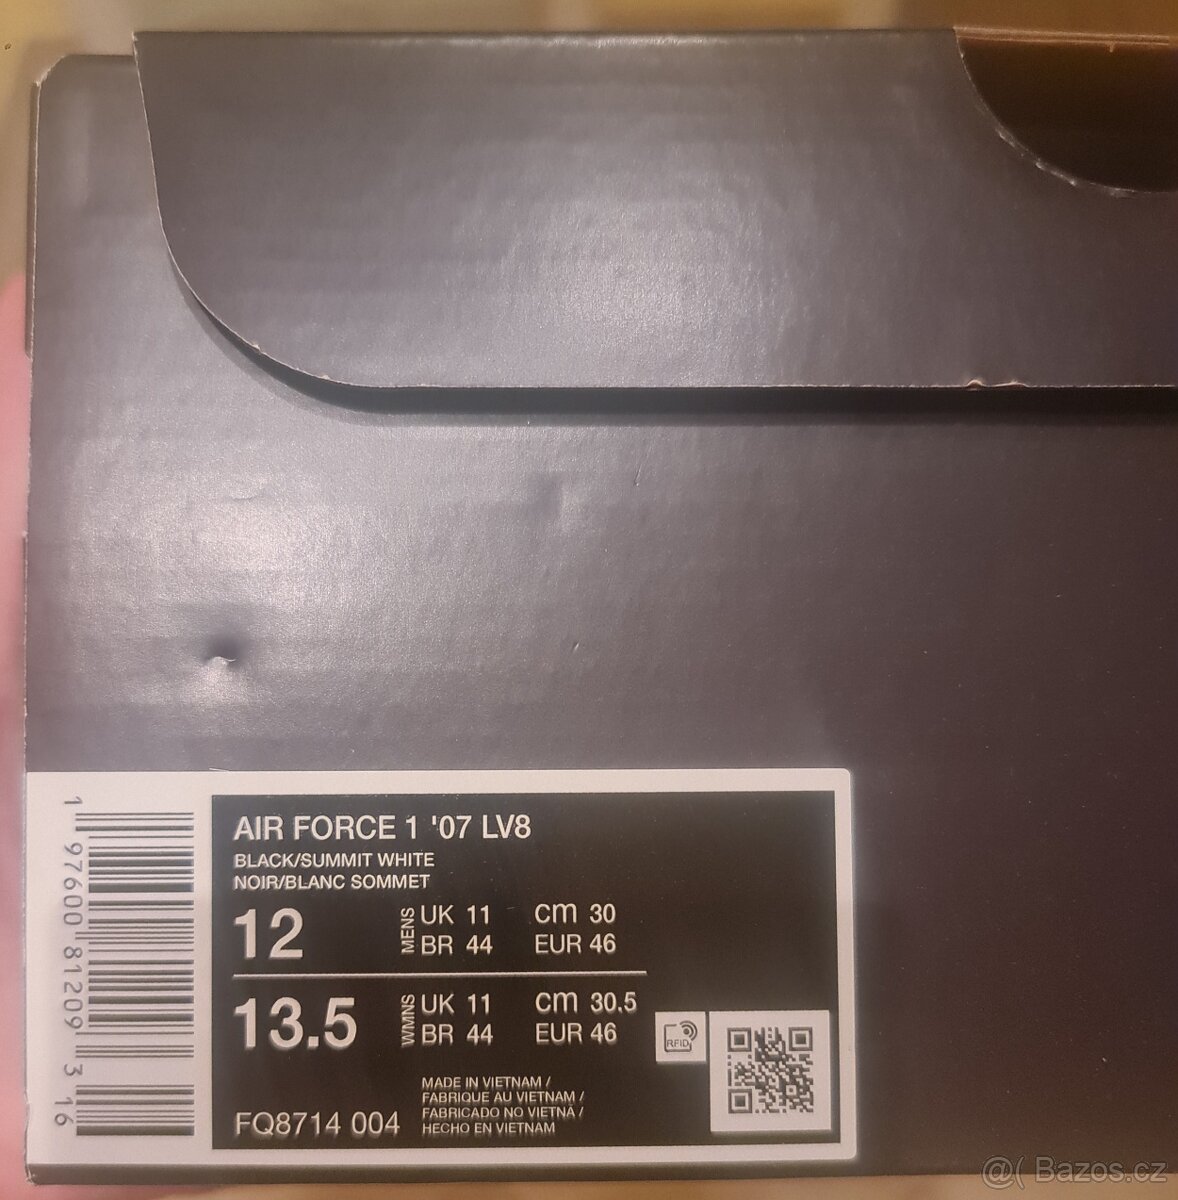 AIR FORCE 1 '07 LV8
BLACK/SUMMIT WHITE
NOIR/BLANC SOMMET
12 MENS UK 11 cm 30
BR 44 EUR 46
13.5 WMNS UK 11 cm 30.5
BR 44 EUR 46
RFID
MADE IN VIETNAM /
FABRIQUE AU VIETNAM /
FABRICADO NO VIETNÃ /
HECHO EN VIETNAM
FQ8714 004
1 97600 81209 3 16
@( Bazos.cz